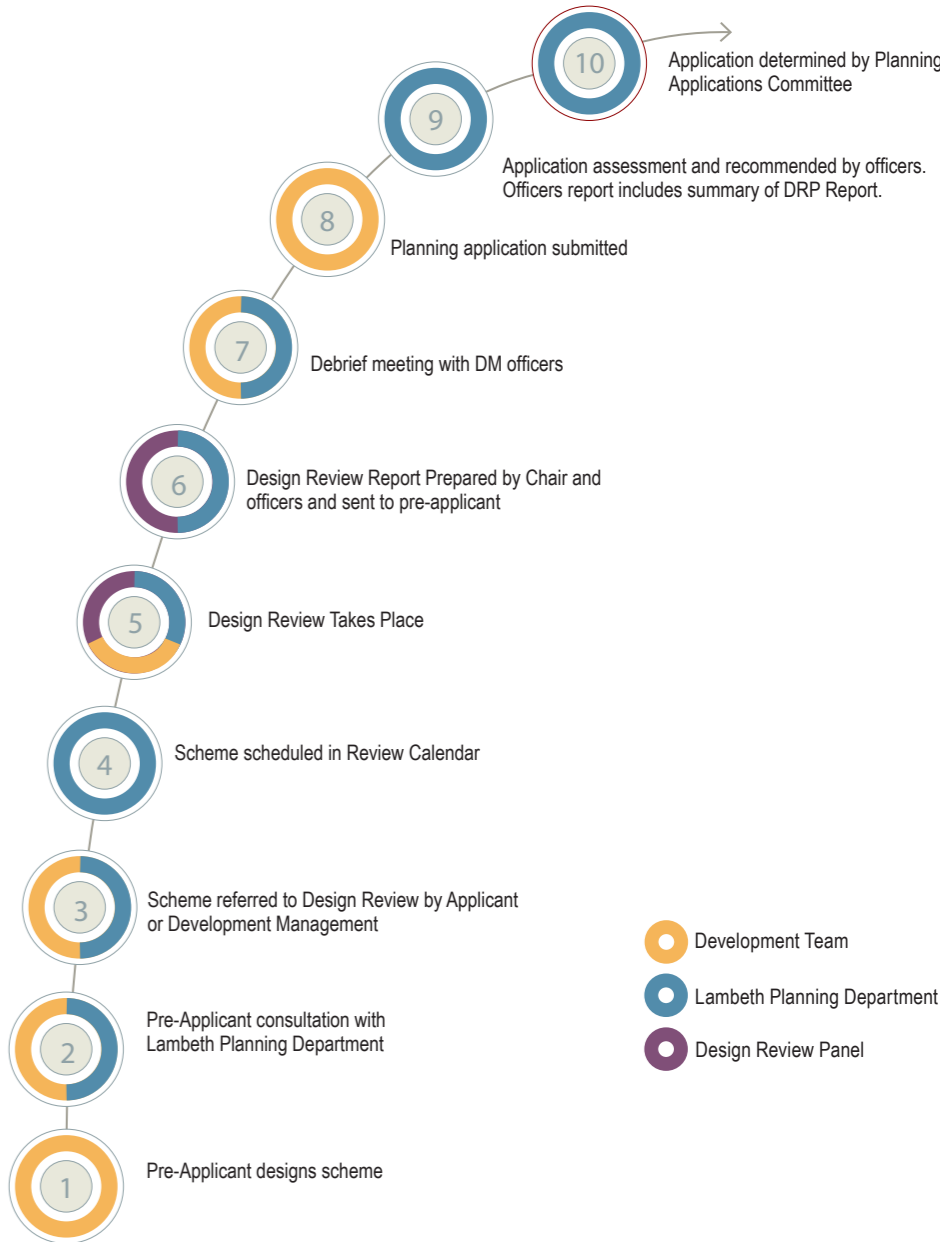 10
Application determined by Planning
Applications Committee
9
Application assessment and recommended by officers.
Officers report includes summary of DRP Report.
8
Planning application submitted
7
Debrief meeting with DM officers
6
Design Review Report Prepared by Chair and
officers and sent to pre-applicant
5
Design Review Takes Place
4
Scheme scheduled in Review Calendar
3
Scheme referred to Design Review by Applicant
or Development Management
2
Pre-Applicant consultation with
Lambeth Planning Department
1
Pre-Applicant designs scheme
Development Team
Lambeth Planning Department
Design Review Panel